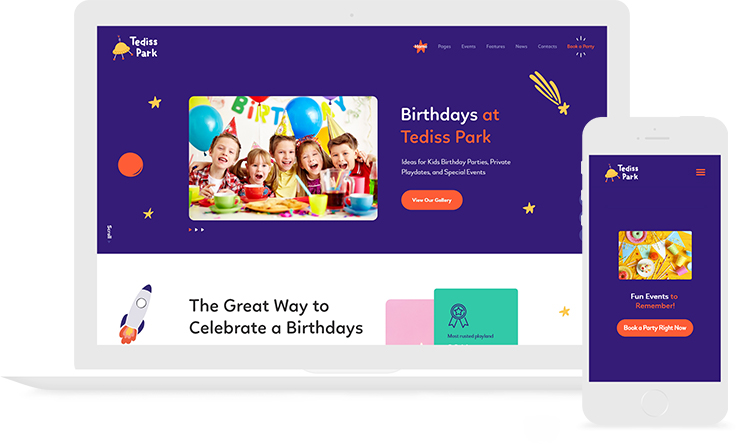 Tediss
Park
Home Pages Events Features News Contacts Book a Party
BIRTHDAY
Birthdays at
Tediss Park
Ideas for Kids Birthday Parties, Private
Playdates, and Special Events
View Our Gallery
Scroll
The Great Way to
Celebrate a Birthdays
Most rusted playland
Tediss
Park
Fun Events to
Remember!
Book a Party Right Now